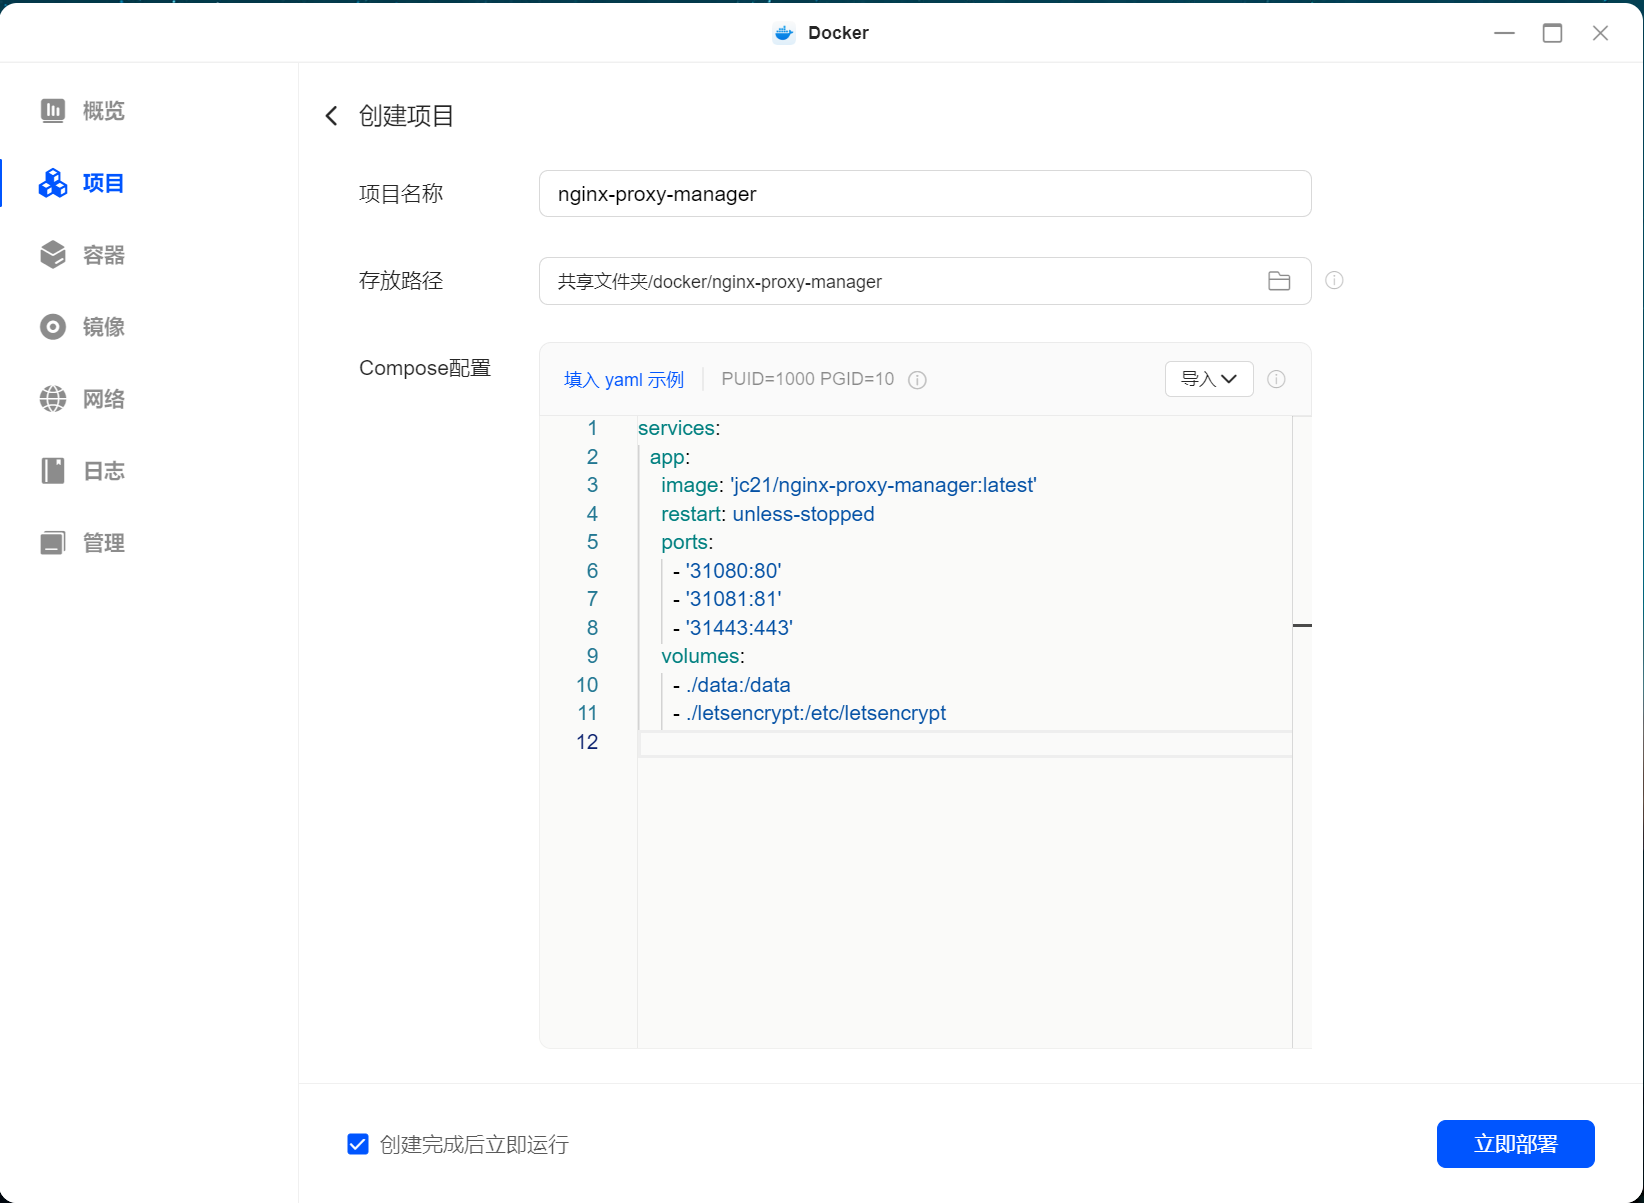 Docker
概览
项目
容器
镜像
网络
日志
管理
创建项目
项目名称
nginx-proxy-manager
存放路径
共享文件夹/docker/nginx-proxy-manager
Compose配置
填入 yaml 示例
PUID=1000 PGID=10
导入
1 services:
2 app:
3 image: 'jc21/nginx-proxy-manager:latest'
4 restart: unless-stopped
5 ports:
6 - '31080:80'
7 - '31081:81'
8 - '31443:443'
9 volumes:
10 - ./data:/data
11 - ./letsencrypt:/etc/letsencrypt
12
创建完成后立即运行
立即部署